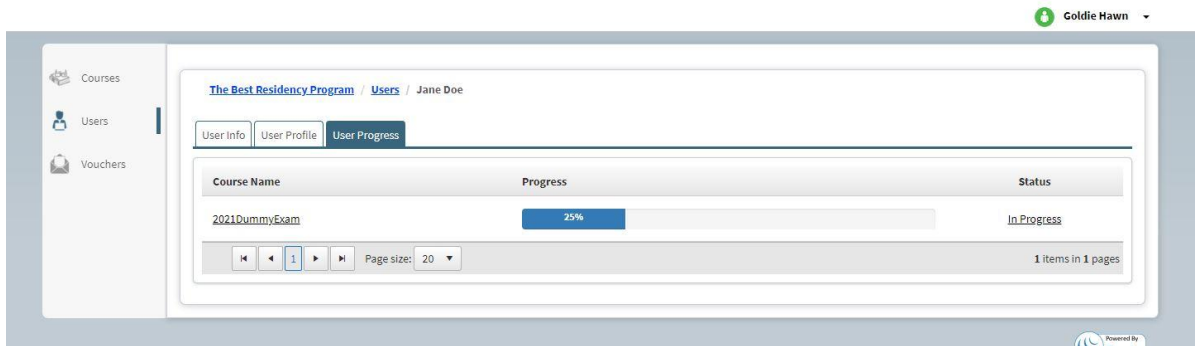 Goldie Hawn
Courses
Users
Vouchers
The Best Residency Program / Users / Jane Doe
User Info User Profile User Progress
Course Name Progress Status
2021DummyExam 25% In Progress
1 Page size: 20 1 items in 1 pages
Powered By